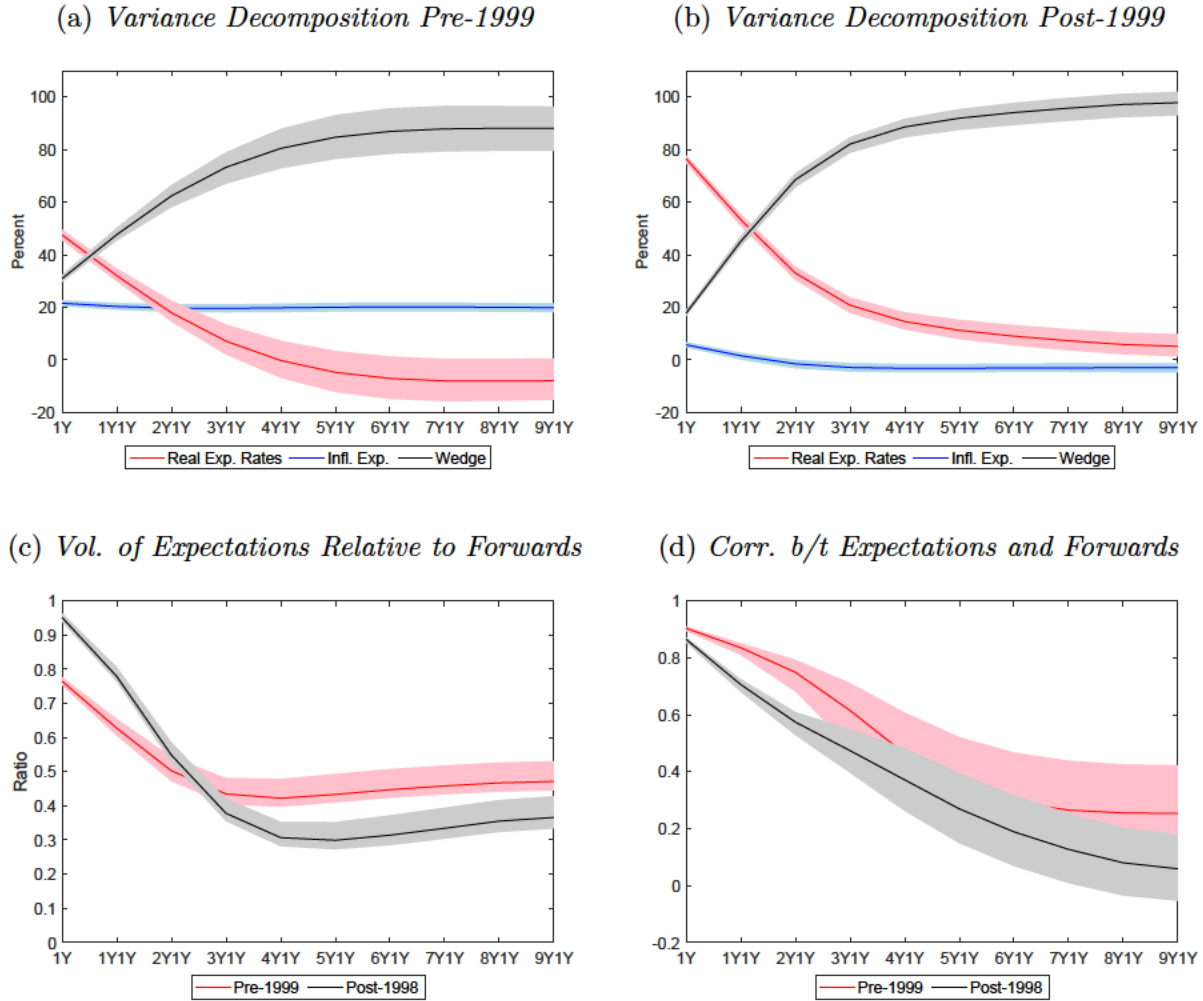 (a) Variance Decomposition Pre-1999
100
80
60
40
20
0
-20
Percent
1Y 1Y1Y 2Y1Y 3Y1Y 4Y1Y 5Y1Y 6Y1Y 7Y1Y 8Y1Y 9Y1Y
Real Exp. Rates Infl. Exp. Wedge
(b) Variance Decomposition Post-1999
100
80
60
40
20
0
-20
Percent
1Y 1Y1Y 2Y1Y 3Y1Y 4Y1Y 5Y1Y 6Y1Y 7Y1Y 8Y1Y 9Y1Y
Real Exp. Rates Infl. Exp. Wedge
(c) Vol. of Expectations Relative to Forwards
1
0.9
0.8
0.7
0.6
0.5
0.4
0.3
0.2
0.1
0
Ratio
1Y 1Y1Y 2Y1Y 3Y1Y 4Y1Y 5Y1Y 6Y1Y 7Y1Y 8Y1Y 9Y1Y
Pre-1999 Post-1998
(d) Corr. b/t Expectations and Forwards
1
0.8
0.6
0.4
0.2
0
-0.2
1Y 1Y1Y 2Y1Y 3Y1Y 4Y1Y 5Y1Y 6Y1Y 7Y1Y 8Y1Y 9Y1Y
Pre-1999 Post-1998